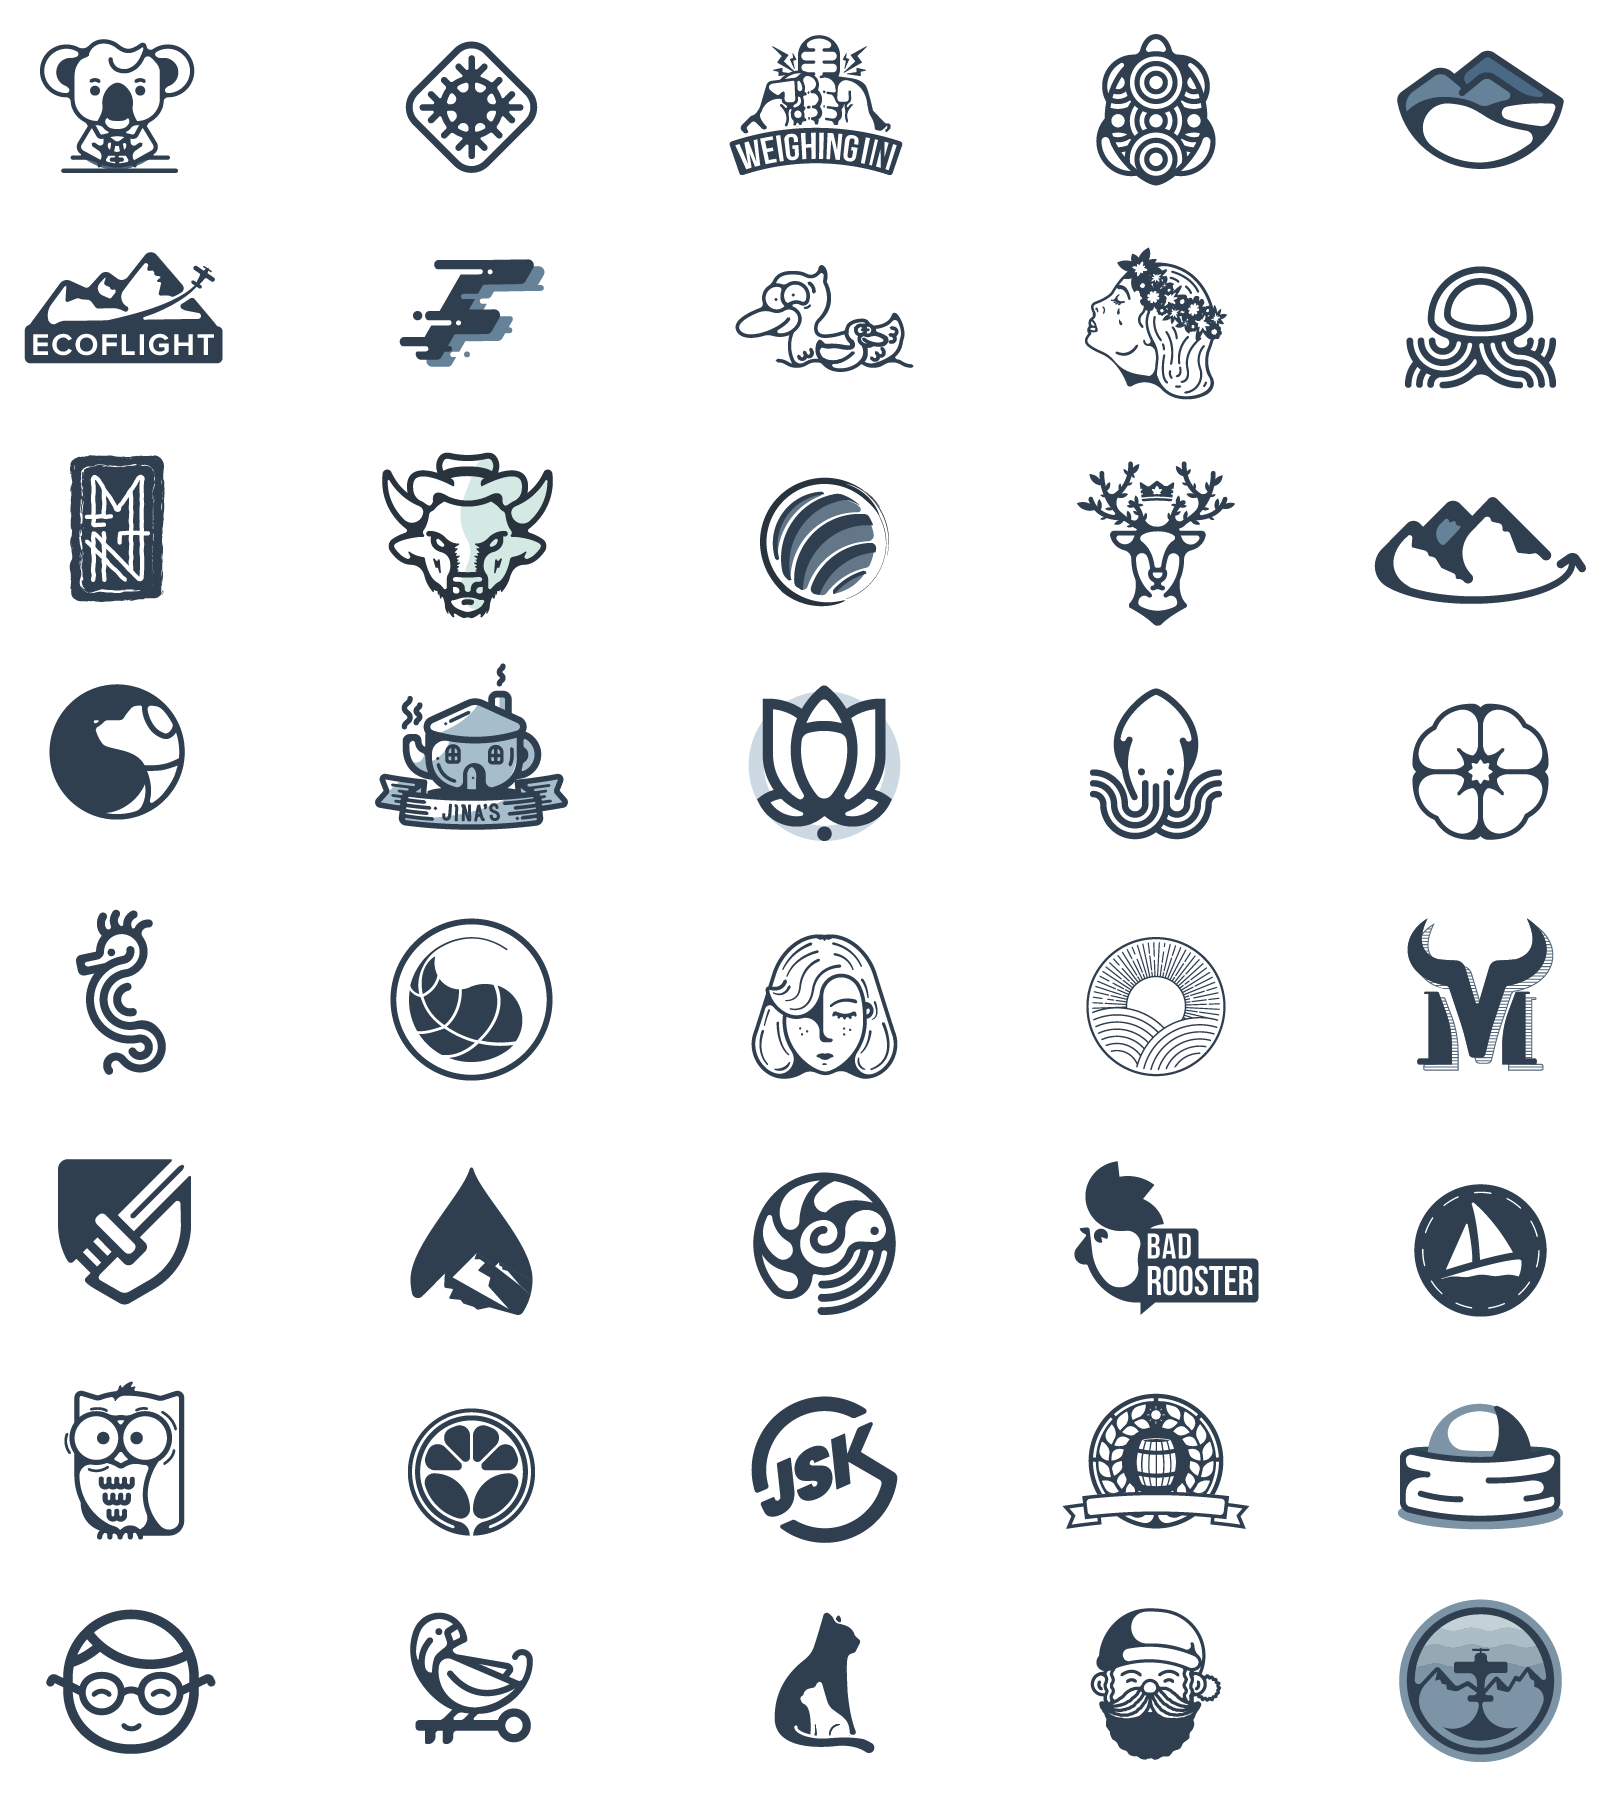 WEIGHING IN
ECOFLIGHT
JINA'S
M
BAD
ROOSTER
JSK